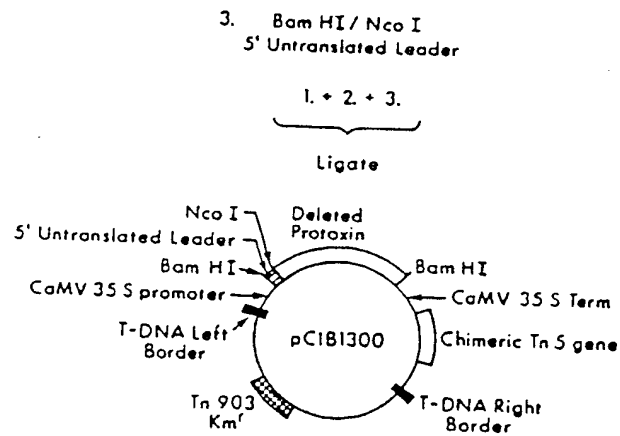 3. Bam HI / Nco I
5' Untranslated Leader
1. + 2. + 3.
Ligate
Nco I
Deleted
Protoxin
5' Untranslated Leader
Bam HI
Bam HI
CaMV 35 S promoter
CaMV 35 S Term
T-DNA Left
Border
pCIB1300
Chimeric Tn 5 gene
Tn 903
Kmʳ
T-DNA Right
Border